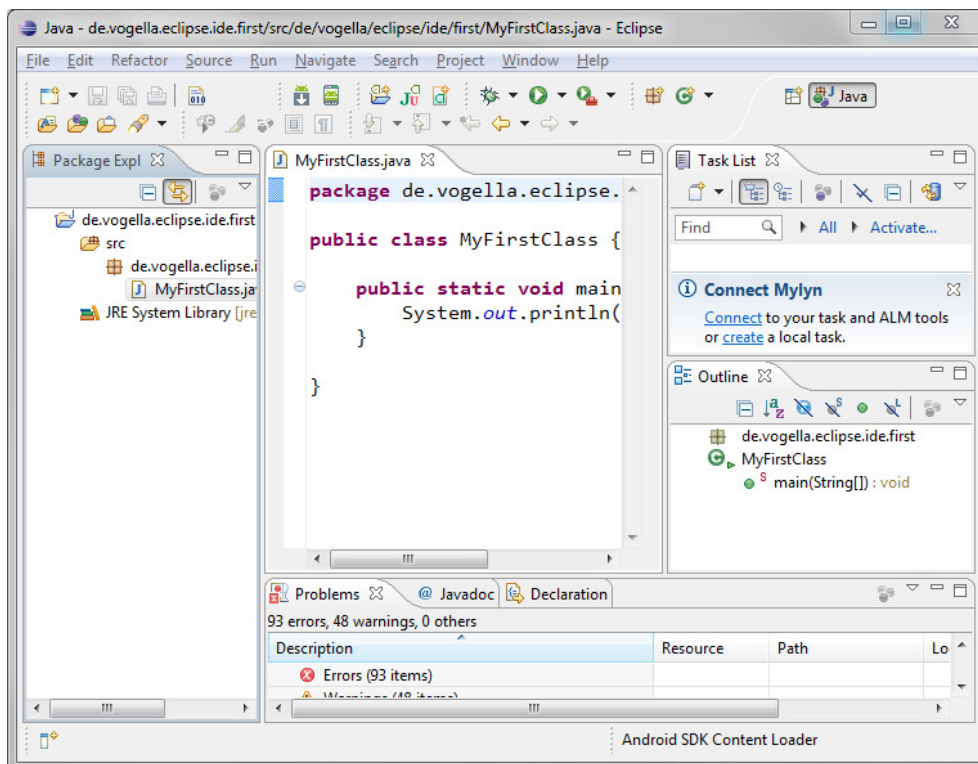 Java - de.vogella.eclipse.ide.first/src/de/vogella/eclipse/ide/first/MyFirstClass.java - Eclipse
File Edit Refactor Source Run Navigate Search Project Window Help
010
Ju
Java
Package Expl
de.vogella.eclipse.ide.first
src
de.vogella.eclipse.i
MyFirstClass.ja
JRE System Library [jre
MyFirstClass.java
package de.vogella.eclipse.
public class MyFirstClass {
public static void main
System.out.println(
}
}
Task List
Find All Activate...
Connect Mylyn
Connect to your task and ALM tools
or create a local task.
Outline
de.vogella.eclipse.ide.first
MyFirstClass
main(String[]) : void
Problems @ Javadoc Declaration
93 errors, 48 warnings, 0 others
Description Resource Path Lo
Errors (93 items)
Warnings (48 items)
Android SDK Content Loader